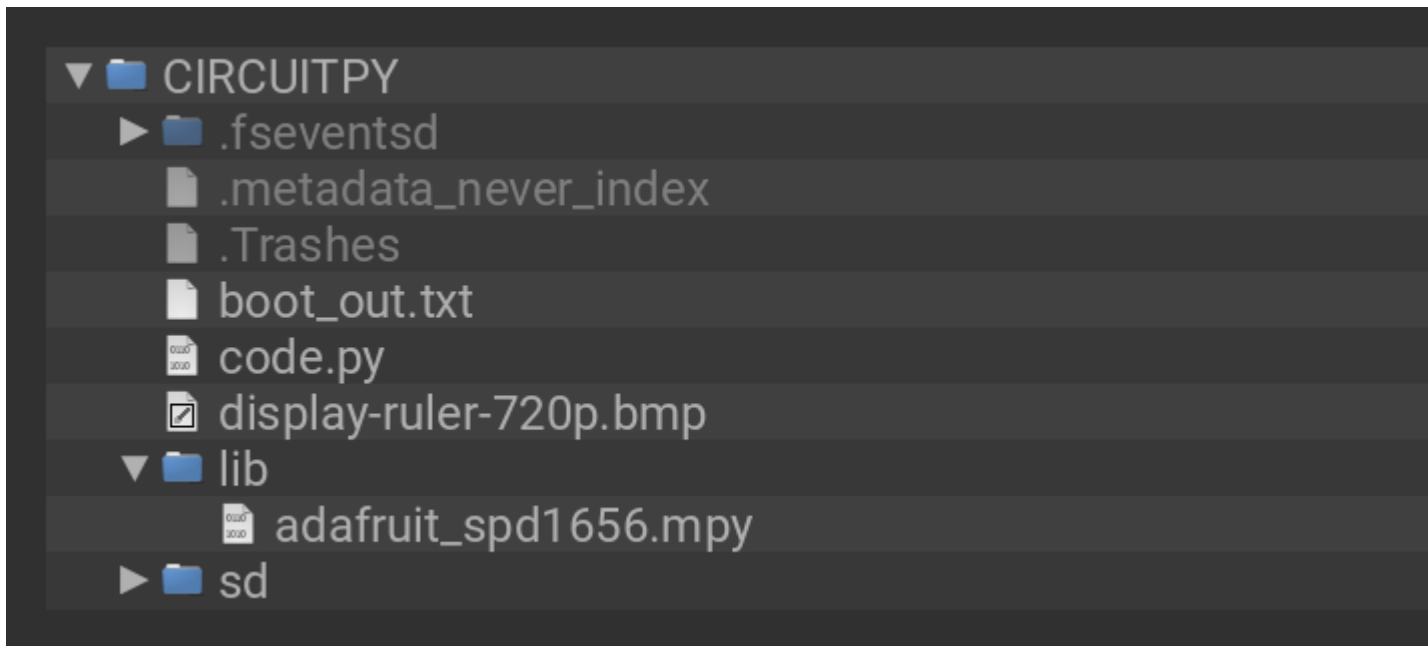 CIRCUITPY
.fseventsd
.metadata_never_index
.Trashes
boot_out.txt
code.py
display-ruler-720p.bmp
lib
adafruit_spd1656.mpy
sd